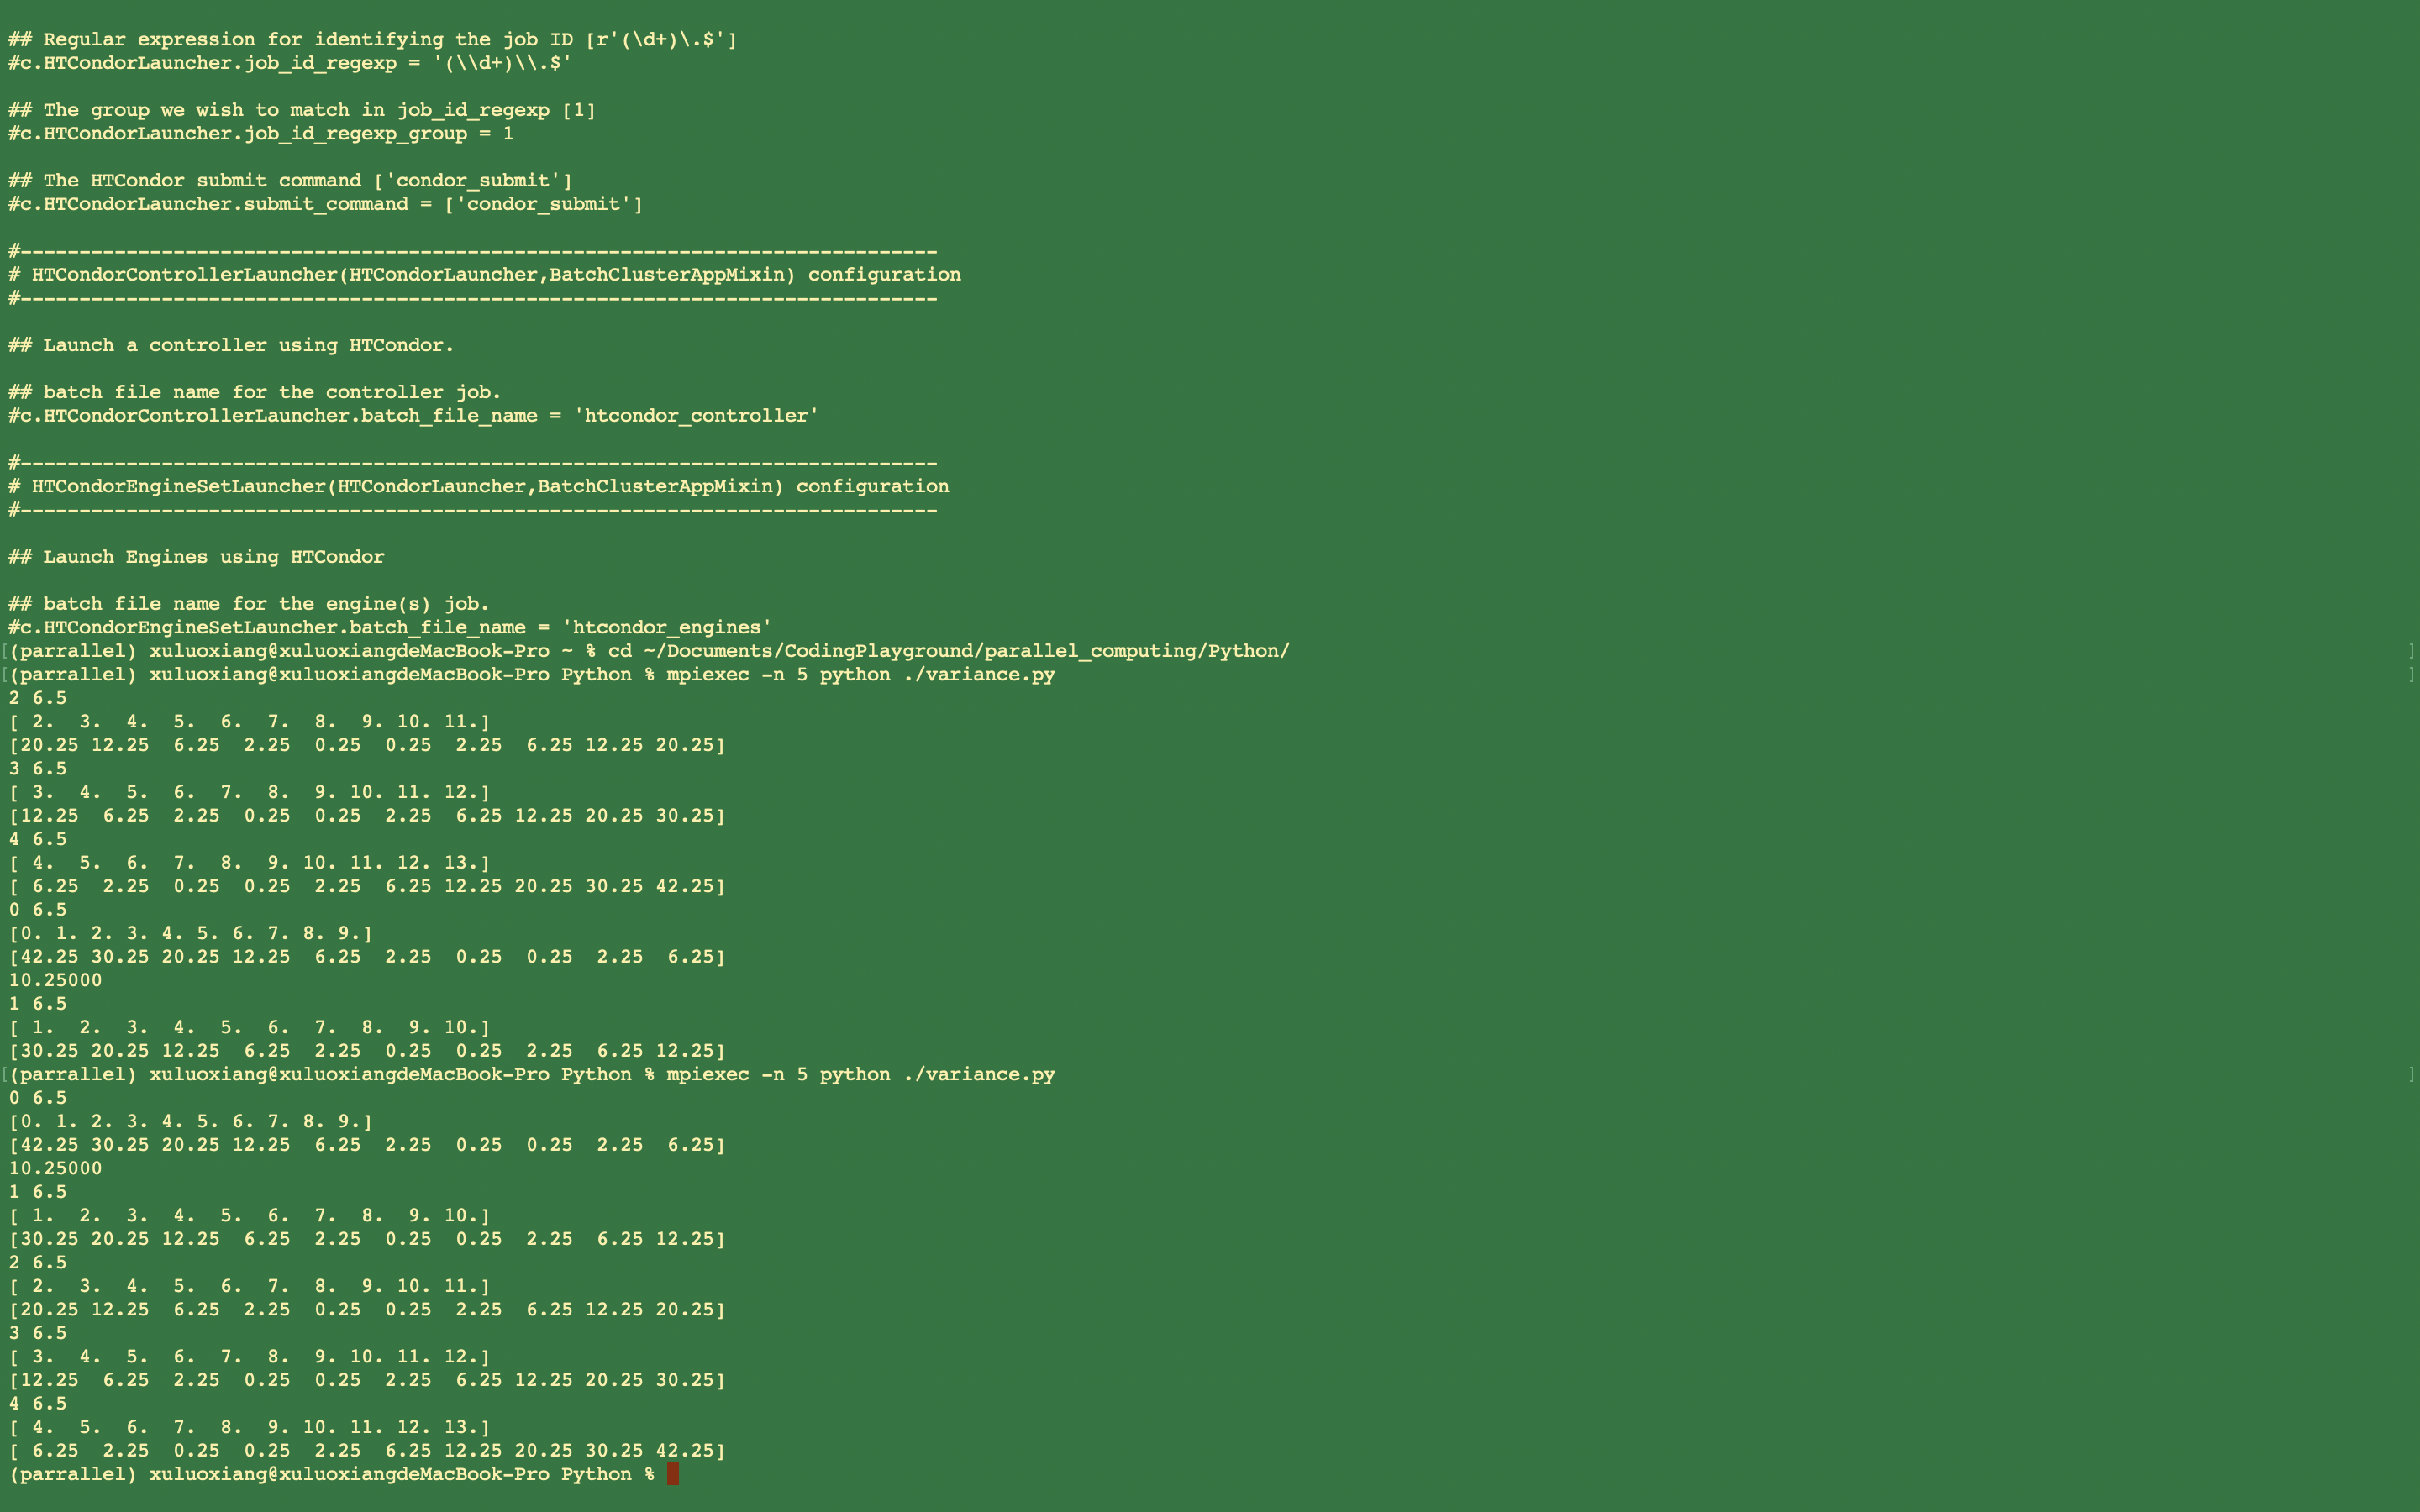 ## Regular expression for identifying the job ID [r'(\d+)\.$']
#c.HTCondorLauncher.job_id_regexp = '(\\d+)\\.$'
## The group we wish to match in job_id_regexp [1]
#c.HTCondorLauncher.job_id_regexp_group = 1
## The HTCondor submit command ['condor_submit']
#c.HTCondorLauncher.submit_command = ['condor_submit']
#------------------------------------------------------------------------------
# HTCondorControllerLauncher(HTCondorLauncher,BatchClusterAppMixin) configuration
#------------------------------------------------------------------------------
## Launch a controller using HTCondor.
## batch file name for the controller job.
#c.HTCondorControllerLauncher.batch_file_name = 'htcondor_controller'
#------------------------------------------------------------------------------
# HTCondorEngineSetLauncher(HTCondorLauncher,BatchClusterAppMixin) configuration
#------------------------------------------------------------------------------
## Launch Engines using HTCondor
## batch file name for the engine(s) job.
#c.HTCondorEngineSetLauncher.batch_file_name = 'htcondor_engines'
[(parrallel) xuluoxiang@xuluoxiangdeMacBook-Pro ~ % cd ~/Documents/CodingPlayground/parallel_computing/Python/ ]
[(parrallel) xuluoxiang@xuluoxiangdeMacBook-Pro Python % mpiexec -n 5 python ./variance.py ]
2 6.5
[ 2.  3.  4.  5.  6.  7.  8.  9. 10. 11.]
[20.25 12.25  6.25  2.25  0.25  0.25  2.25  6.25 12.25 20.25]
3 6.5
[ 3.  4.  5.  6.  7.  8.  9. 10. 11. 12.]
[12.25  6.25  2.25  0.25  0.25  2.25  6.25 12.25 20.25 30.25]
4 6.5
[ 4.  5.  6.  7.  8.  9. 10. 11. 12. 13.]
[ 6.25  2.25  0.25  0.25  2.25  6.25 12.25 20.25 30.25 42.25]
0 6.5
[0. 1. 2. 3. 4. 5. 6. 7. 8. 9.]
[42.25 30.25 20.25 12.25  6.25  2.25  0.25  0.25  2.25  6.25]
10.25000
1 6.5
[ 1.  2.  3.  4.  5.  6.  7.  8.  9. 10.]
[30.25 20.25 12.25  6.25  2.25  0.25  0.25  2.25  6.25 12.25]
[(parrallel) xuluoxiang@xuluoxiangdeMacBook-Pro Python % mpiexec -n 5 python ./variance.py ]
0 6.5
[0. 1. 2. 3. 4. 5. 6. 7. 8. 9.]
[42.25 30.25 20.25 12.25  6.25  2.25  0.25  0.25  2.25  6.25]
10.25000
1 6.5
[ 1.  2.  3.  4.  5.  6.  7.  8.  9. 10.]
[30.25 20.25 12.25  6.25  2.25  0.25  0.25  2.25  6.25 12.25]
2 6.5
[ 2.  3.  4.  5.  6.  7.  8.  9. 10. 11.]
[20.25 12.25  6.25  2.25  0.25  0.25  2.25  6.25 12.25 20.25]
3 6.5
[ 3.  4.  5.  6.  7.  8.  9. 10. 11. 12.]
[12.25  6.25  2.25  0.25  0.25  2.25  6.25 12.25 20.25 30.25]
4 6.5
[ 4.  5.  6.  7.  8.  9. 10. 11. 12. 13.]
[ 6.25  2.25  0.25  0.25  2.25  6.25 12.25 20.25 30.25 42.25]
(parrallel) xuluoxiang@xuluoxiangdeMacBook-Pro Python %